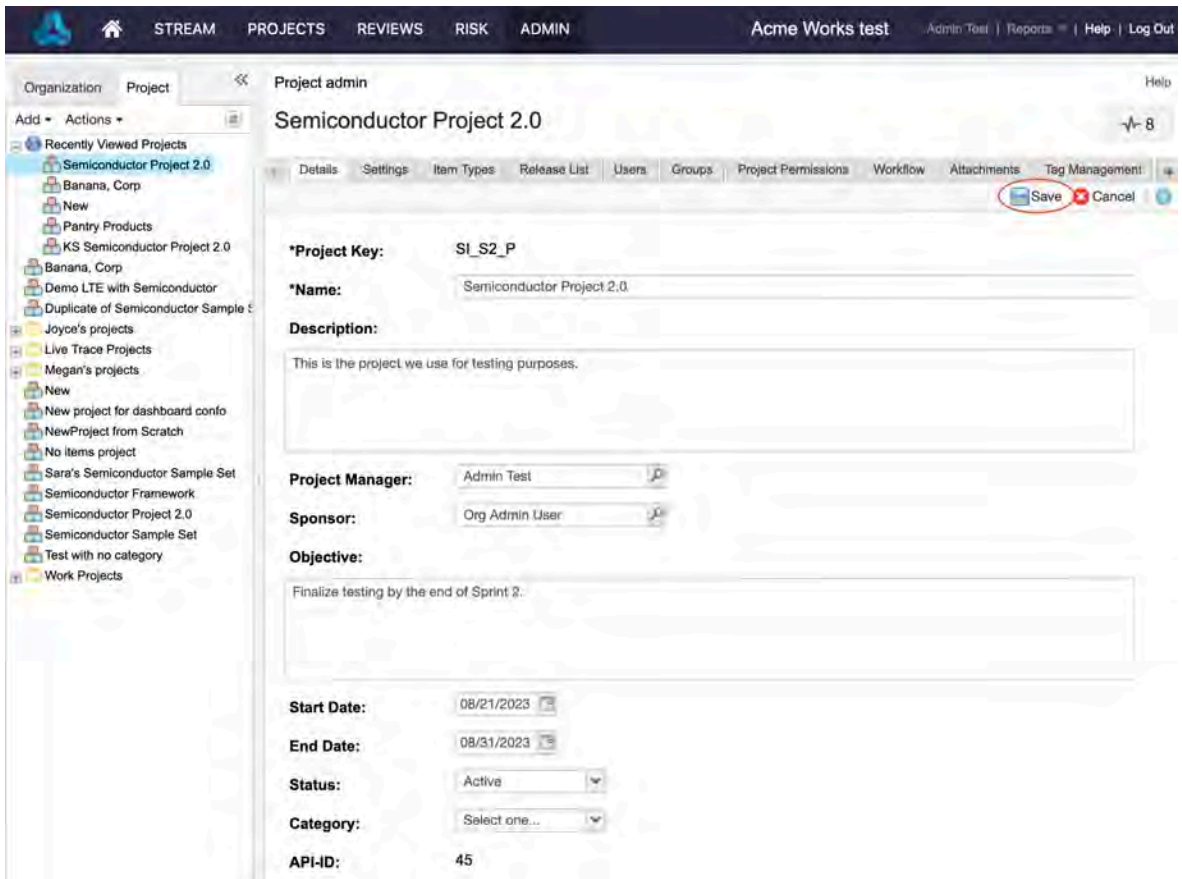 STREAM PROJECTS REVIEWS RISK ADMIN Acme Works test Admin Test | Reports | Help | Log Out
Organization Project
Add Actions
Recently Viewed Projects
Semiconductor Project 2.0
Banana, Corp
New
Pantry Products
KS Semiconductor Project 2.0
Banana, Corp
Demo LTE with Semiconductor
Duplicate of Semiconductor Sample S
Joyce's projects
Live Trace Projects
Megan's projects
New
New project for dashboard confo
NewProject from Scratch
No items project
Sara's Semiconductor Sample Set
Semiconductor Framework
Semiconductor Project 2.0
Semiconductor Sample Set
Test with no category
Work Projects
Project admin Help
Semiconductor Project 2.0 8
Details Settings Item Types Release List Users Groups Project Permissions Workflow Attachments Tag Management
Save Cancel
*Project Key: SI_S2_P
*Name: Semiconductor Project 2.0
Description:
This is the project we use for testing purposes.
Project Manager: Admin Test
Sponsor: Org Admin User
Objective:
Finalize testing by the end of Sprint 2.
Start Date: 08/21/2023
End Date: 08/31/2023
Status: Active
Category: Select one...
API-ID: 45